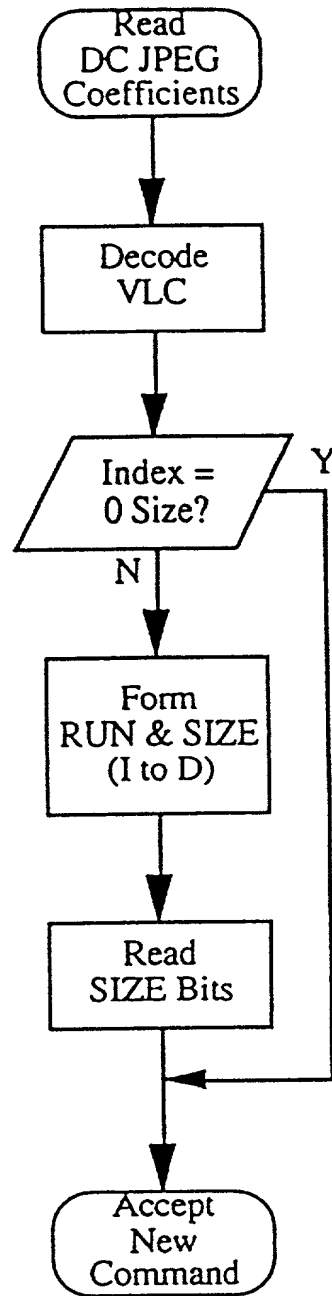 Read
DC JPEG
Coefficients
Decode
VLC
Index =
0 Size?
Y
N
Form
RUN & SIZE
(I to D)
Read
SIZE Bits
Accept
New
Command